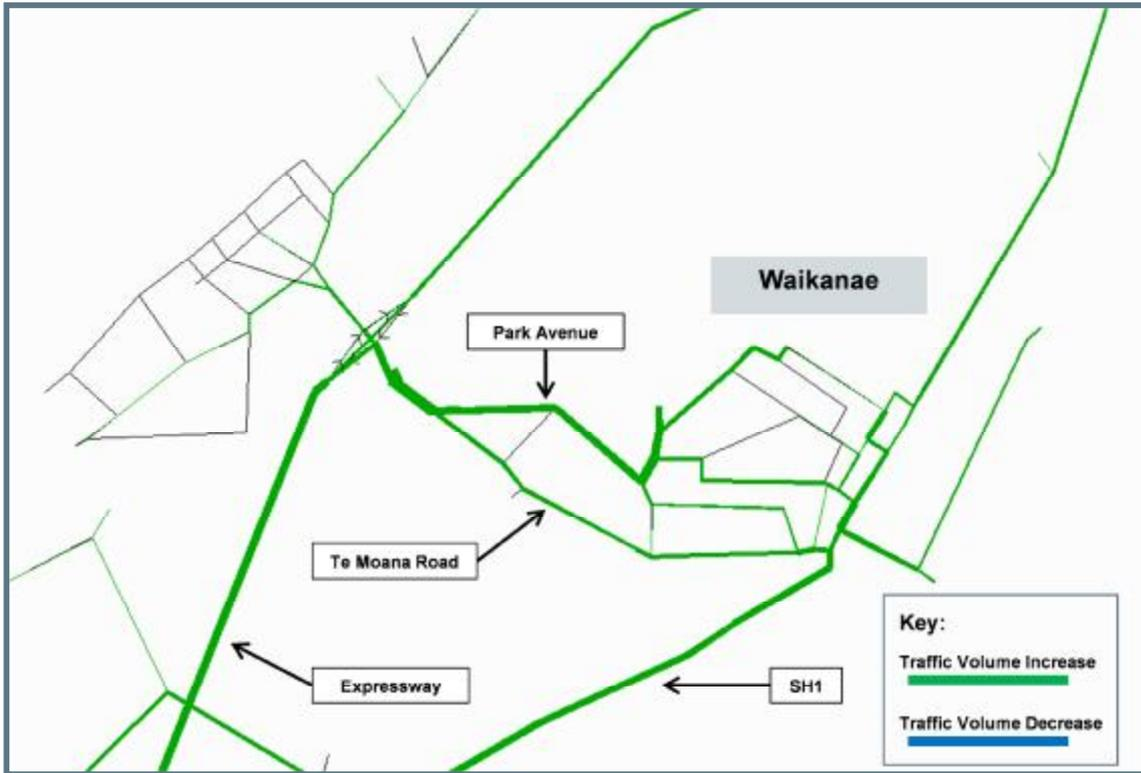 Waikanae
Park Avenue
Te Moana Road
Expressway
SH1
Key:
Traffic Volume Increase
Traffic Volume Decrease